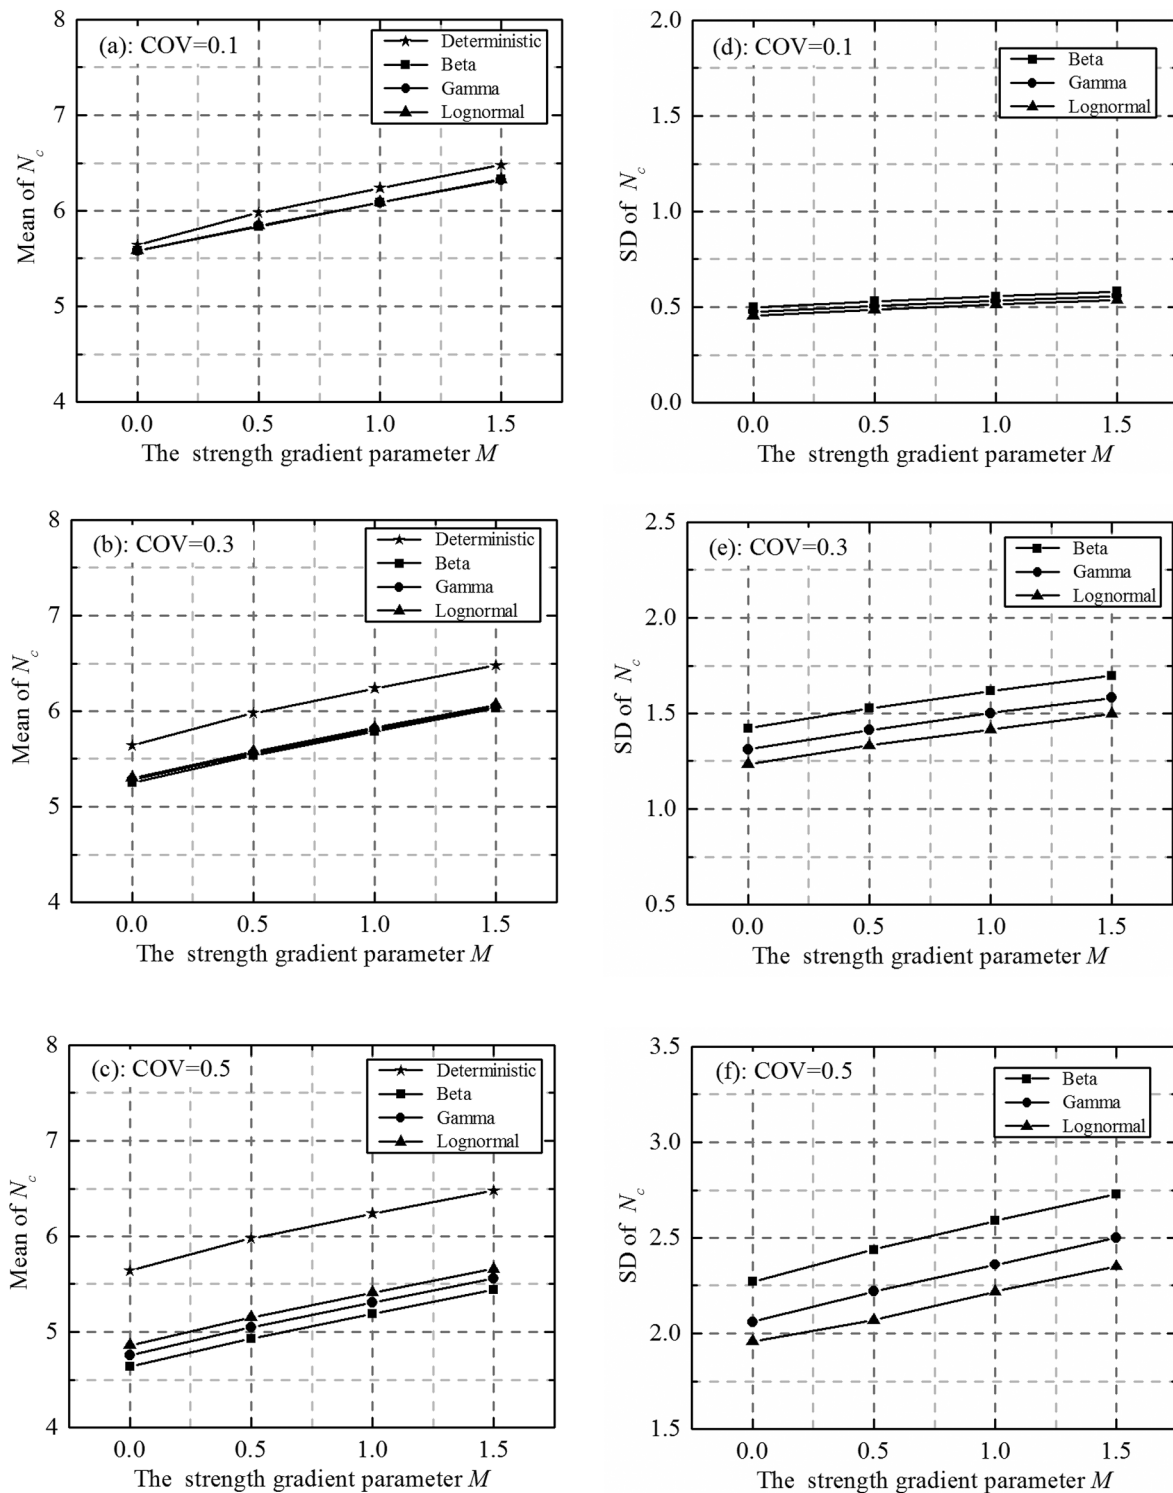 (a): COV=0.1
Deterministic
Beta
Gamma
Lognormal
Mean of N_c
8
7
6
5
4
0.0 0.5 1.0 1.5
The strength gradient parameter M
(d): COV=0.1
Beta
Gamma
Lognormal
SD of N_c
2.0
1.5
1.0
0.5
0.0
0.0 0.5 1.0 1.5
The strength gradient parameter M
(b): COV=0.3
Deterministic
Beta
Gamma
Lognormal
Mean of N_c
8
7
6
5
4
0.0 0.5 1.0 1.5
The strength gradient parameter M
(e): COV=0.3
Beta
Gamma
Lognormal
SD of N_c
2.5
2.0
1.5
1.0
0.5
0.0 0.5 1.0 1.5
The strength gradient parameter M
(c): COV=0.5
Deterministic
Beta
Gamma
Lognormal
Mean of N_c
8
7
6
5
4
0.0 0.5 1.0 1.5
The strength gradient parameter M
(f): COV=0.5
Beta
Gamma
Lognormal
SD of N_c
3.5
3.0
2.5
2.0
1.5
0.0 0.5 1.0 1.5
The strength gradient parameter M